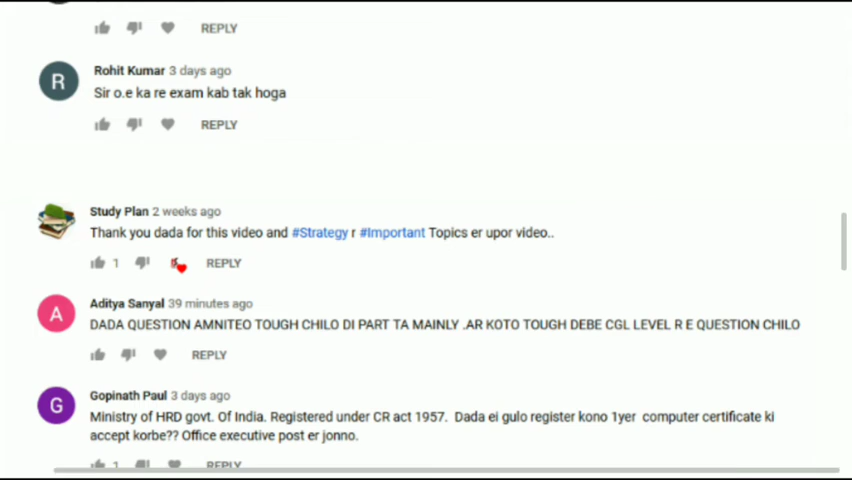 REPLY
R
Rohit Kumar 3 days ago
Sir o.e ka re exam kab tak hoga
REPLY
Study Plan 2 weeks ago
Thank you dada for this video and #Strategy r #Important Topics er upor video..
1 REPLY
A
Aditya Sanyal 39 minutes ago
DADA QUESTION AMNITEO TOUGH CHILO DI PART TA MAINLY .AR KOTO TOUGH DEBE CGL LEVEL R E QUESTION CHILO
REPLY
G
Gopinath Paul 3 days ago
Ministry of HRD govt. Of India. Registered under CR act 1957. Dada ei gulo register kono 1yer computer certificate ki
accept korbe?? Office executive post er jonno.
1 REPLY